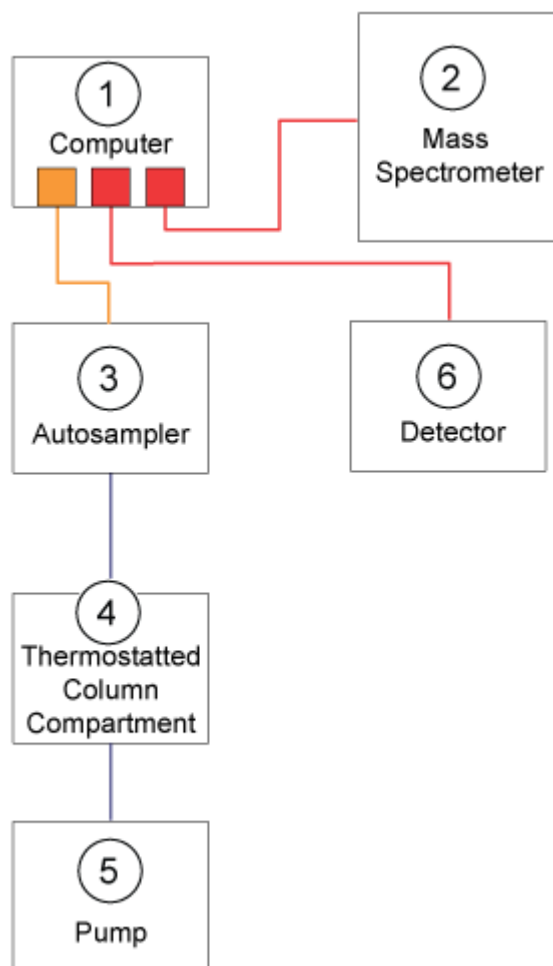 1
Computer
2
Mass
Spectrometer
3
Autosampler
6
Detector
4
Thermostatted
Column
Compartment
5
Pump